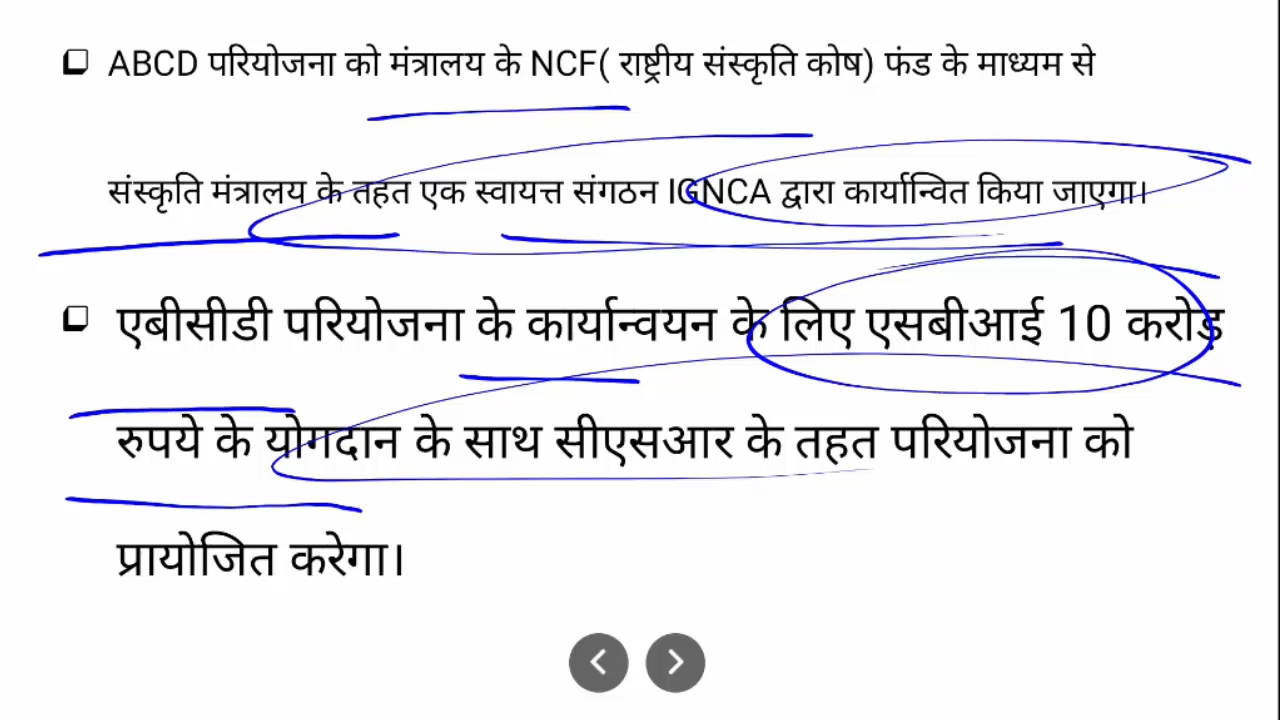 ABCD परियोजना को मंत्रालय के NCF( राष्ट्रीय संस्कृति कोष) फंड के माध्यम से
संस्कृति मंत्रालय के तहत एक स्वायत्त संगठन IGNCA द्वारा कार्यान्वित किया जाएगा।
एबीसीडी परियोजना के कार्यान्वयन के लिए एसबीआई 10 करोड़
रुपये के योगदान के साथ सीएसआर के तहत परियोजना को
प्रायोजित करेगा।